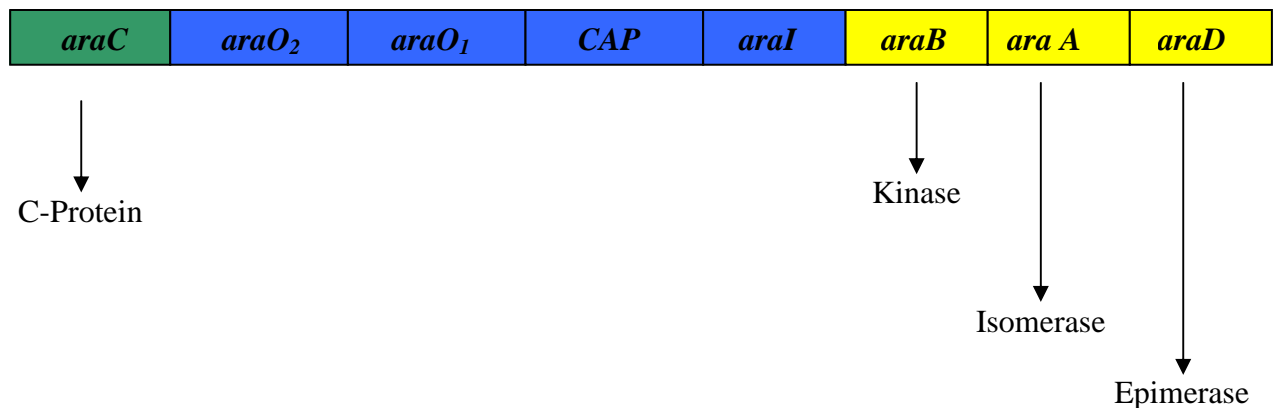 araC araO₂ araO₁ CAP araI araB ara A araD
C-Protein
Kinase
Isomerase
Epimerase